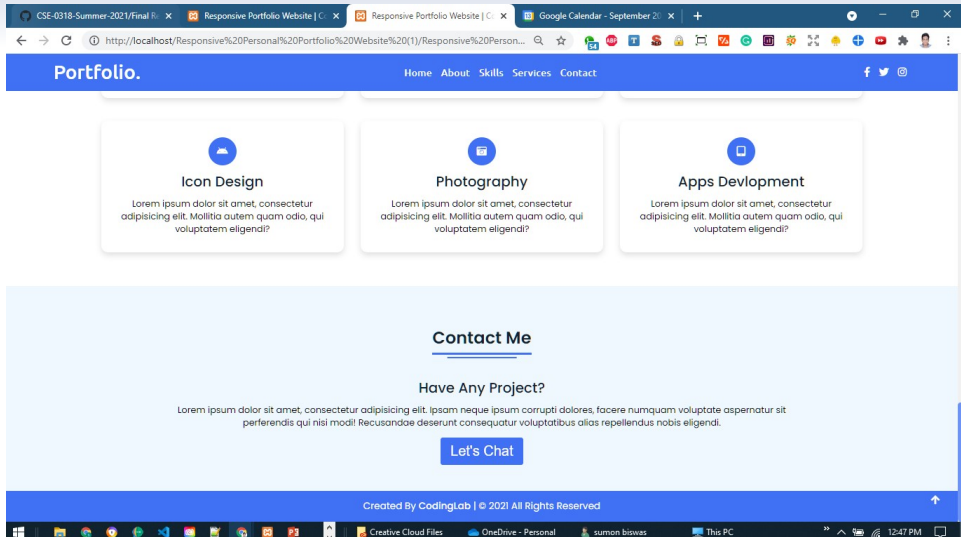 CSE-0318-Summer-2021/Final Re
Responsive Portfolio Website | C
Responsive Portfolio Website | C
Google Calendar - September 20
http://localhost/Responsive%20Personal%20Portfolio%20Website%20(1)/Responsive%20Person...
Portfolio.
Home About Skills Services Contact
Icon Design
Lorem ipsum dolor sit amet, consectetur
adipisicing elit. Mollitia autem quam odio, qui
voluptatem eligendi?
Photography
Lorem ipsum dolor sit amet, consectetur
adipisicing elit. Mollitia autem quam odio, qui
voluptatem eligendi?
Apps Devlopment
Lorem ipsum dolor sit amet, consectetur
adipisicing elit. Mollitia autem quam odio, qui
voluptatem eligendi?
Contact Me
Have Any Project?
Lorem ipsum dolor sit amet, consectetur adipisicing elit. Ipsam neque ipsum corrupti dolores, facere numquam voluptate aspernatur sit
perferendis qui nisi modi! Recusandae deserunt consequatur voluptatibus alias repellendus nobis eligendi.
Let's Chat
Created By CodingLab | © 2021 All Rights Reserved
Creative Cloud Files
OneDrive - Personal
sumon biswas
This PC
12:47 PM